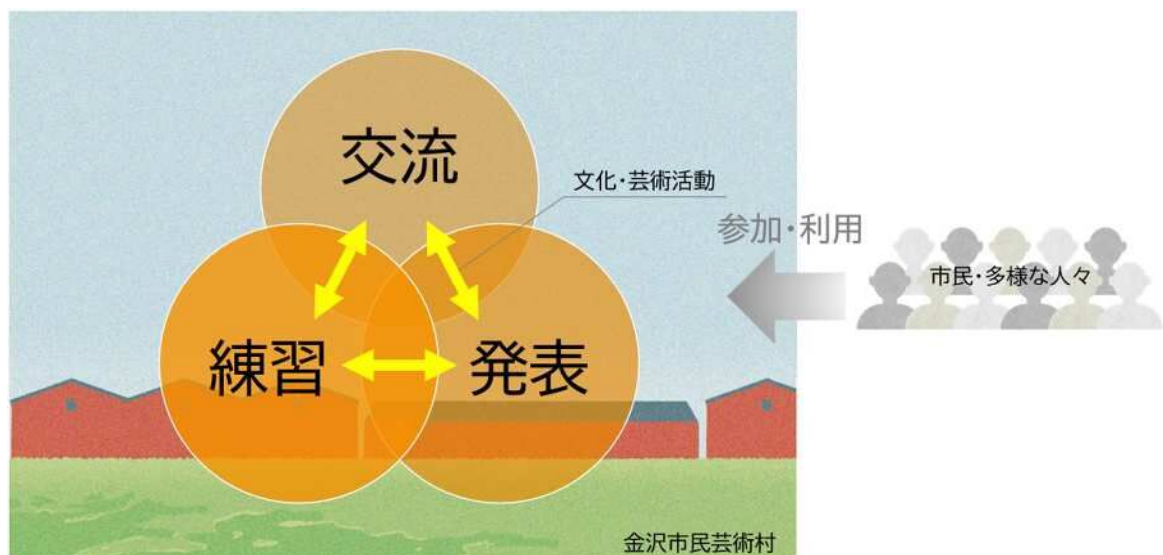 交流
文化・芸術活動
参加・利用
市民・多様な人々
練習
発表
金沢市民芸術村